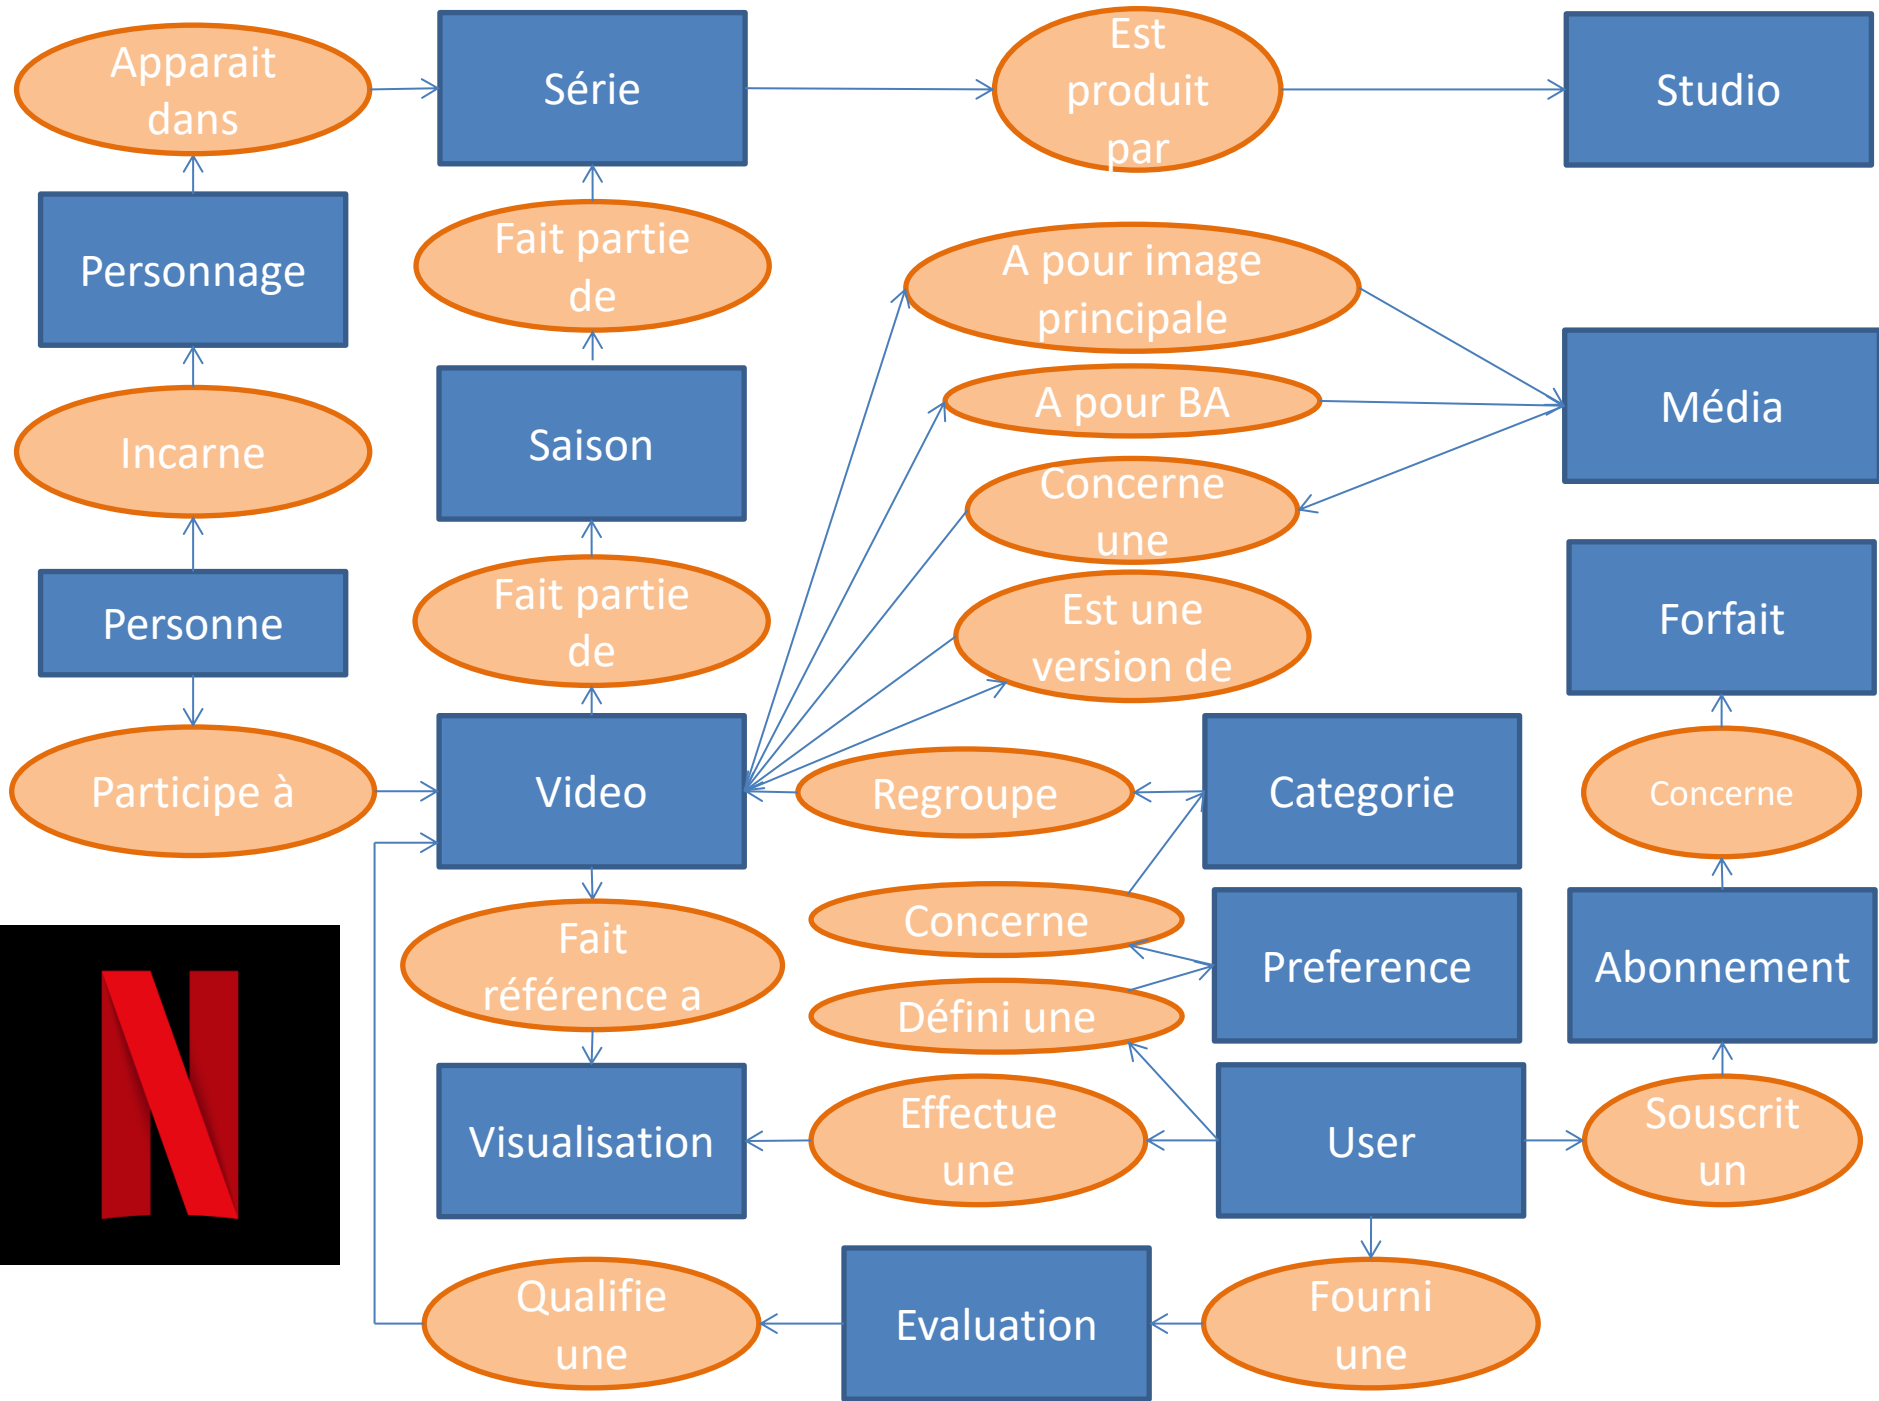 Apparait
dans
Série
Est
produit
par
Studio
Personnage
Fait partie
de
A pour image
principale
Média
A pour BA
Incarne
Saison
Concerne
une
Personne
Fait partie
de
Est une
version de
Forfait
Participe à
Video
Regroupe
Categorie
Concerne
Concerne
Fait
référence a
Preference
Abonnement
Défini une
Visualisation
Effectue
une
User
Souscrit
un
Qualifie
une
Evaluation
Fourni
une
N